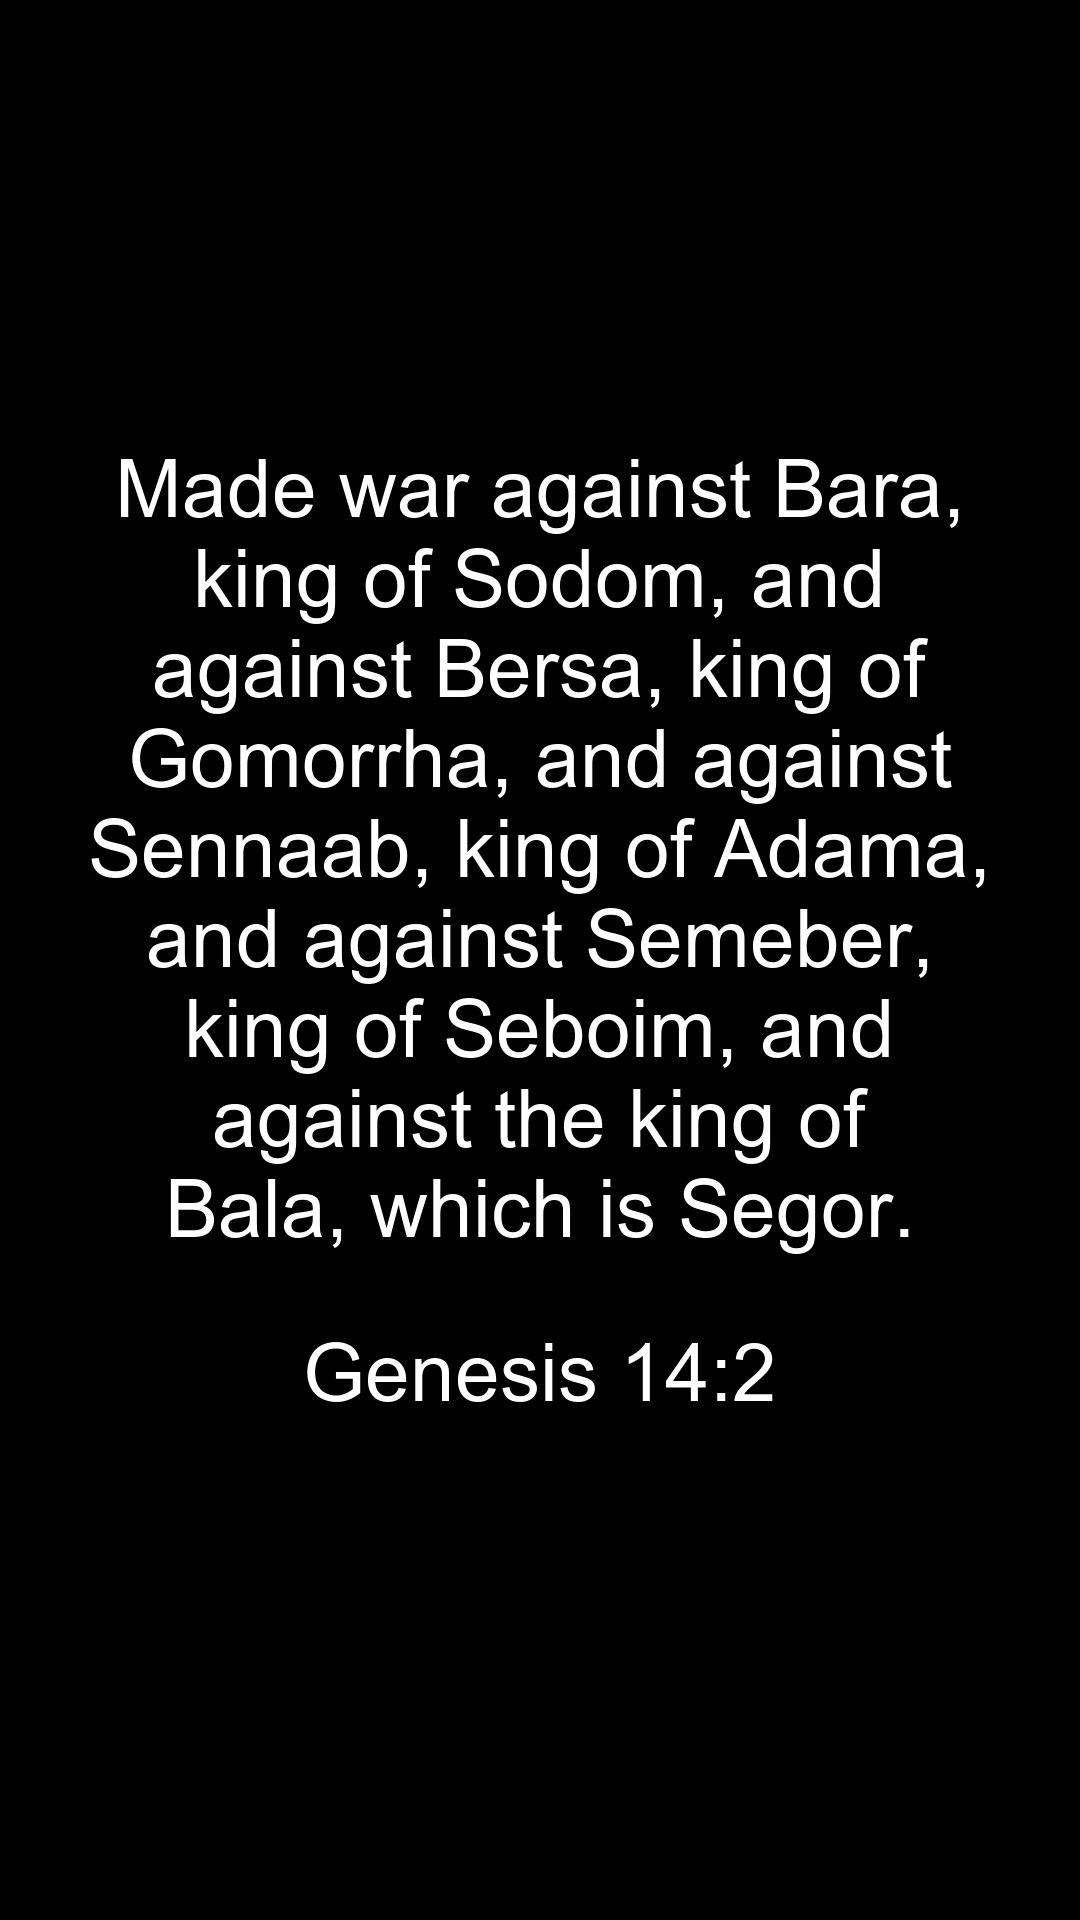 Made war against Bara,
king of Sodom, and
against Bersa, king of
Gomorrha, and against
Sennaab, king of Adama,
and against Semeber,
king of Seboim, and
against the king of
Bala, which is Segor.
Genesis 14:2